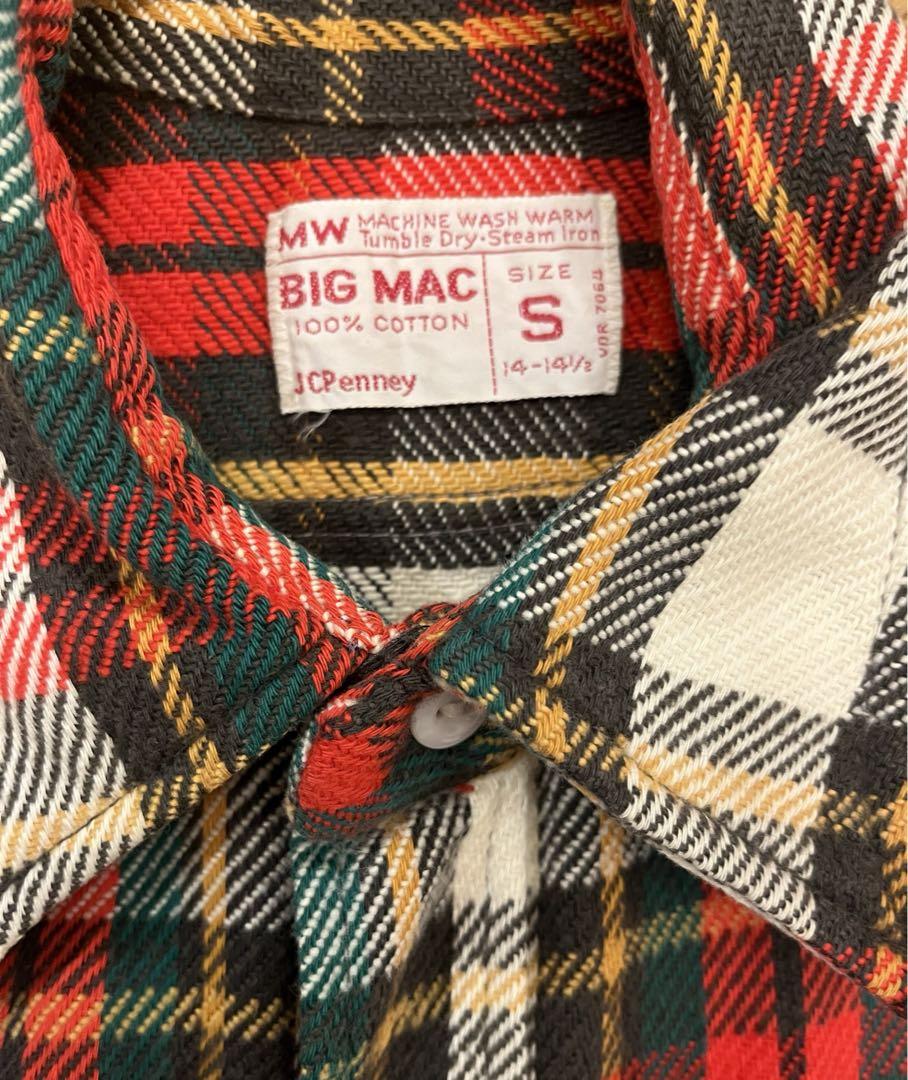 MW MACHINE WASH WARM
Tumble Dry·Steam Iron
BIG MAC
100% COTTON
JCPenney
SIZE
S
14-14½
VDR 7064